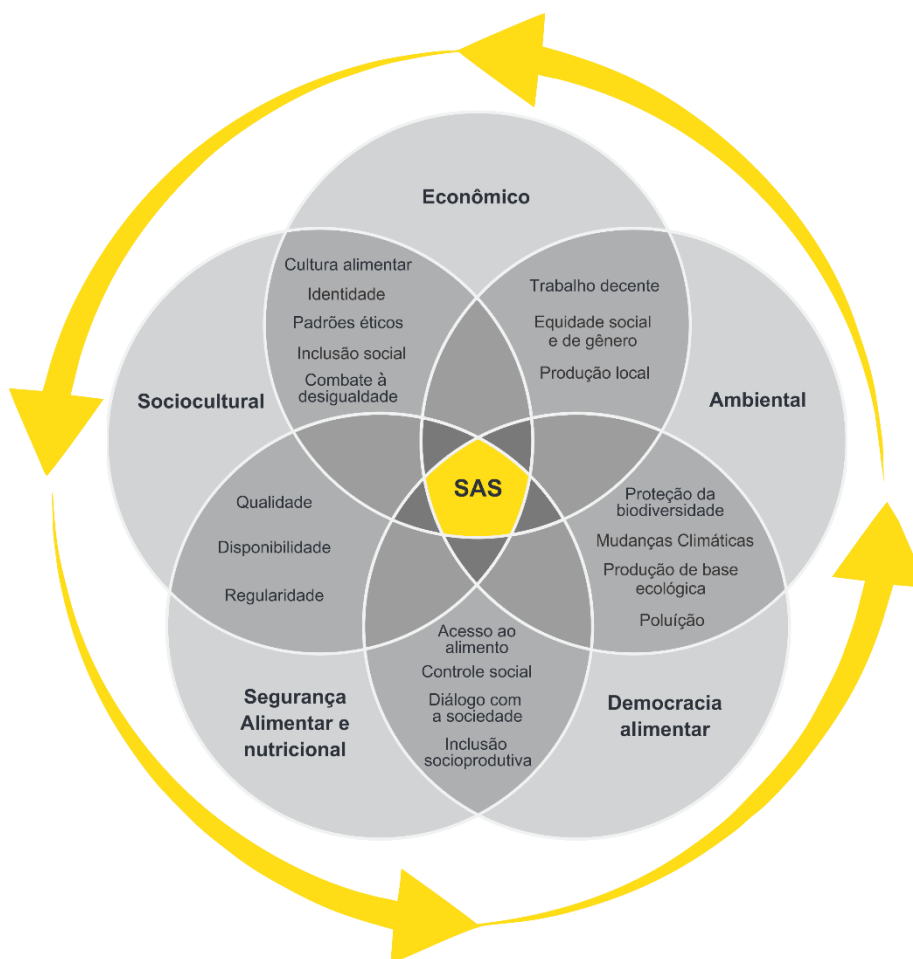 Econômico
Cultura alimentar
Identidade
Padrões éticos
Inclusão social
Combate à
desigualdade
Trabalho decente
Equidade social
e de gênero
Produção local
Sociocultural
Ambiental
SAS
Qualidade
Disponibilidade
Regularidade
Proteção da
biodiversidade
Mudanças Climáticas
Produção de base
ecológica
Poluíção
Acesso ao
alimento
Controle social
Diálogo com
a sociedade
Inclusão
socioprodutiva
Segurança
Alimentar e
nutricional
Democracia
alimentar